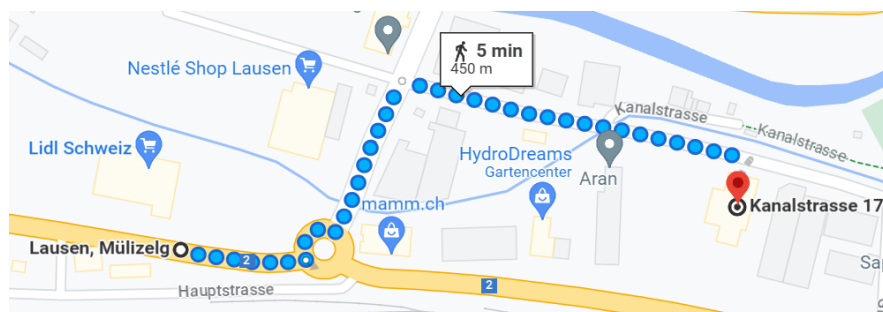 5 min
450 m
Nestlé Shop Lausen
Kanalstrasse
Kanalstrasse
Lidl Schweiz
HydroDreams
Gartencenter
Aran
mamm.ch
Kanalstrasse 17
Lausen, Mülizelg
2
Sap
2
Hauptstrasse